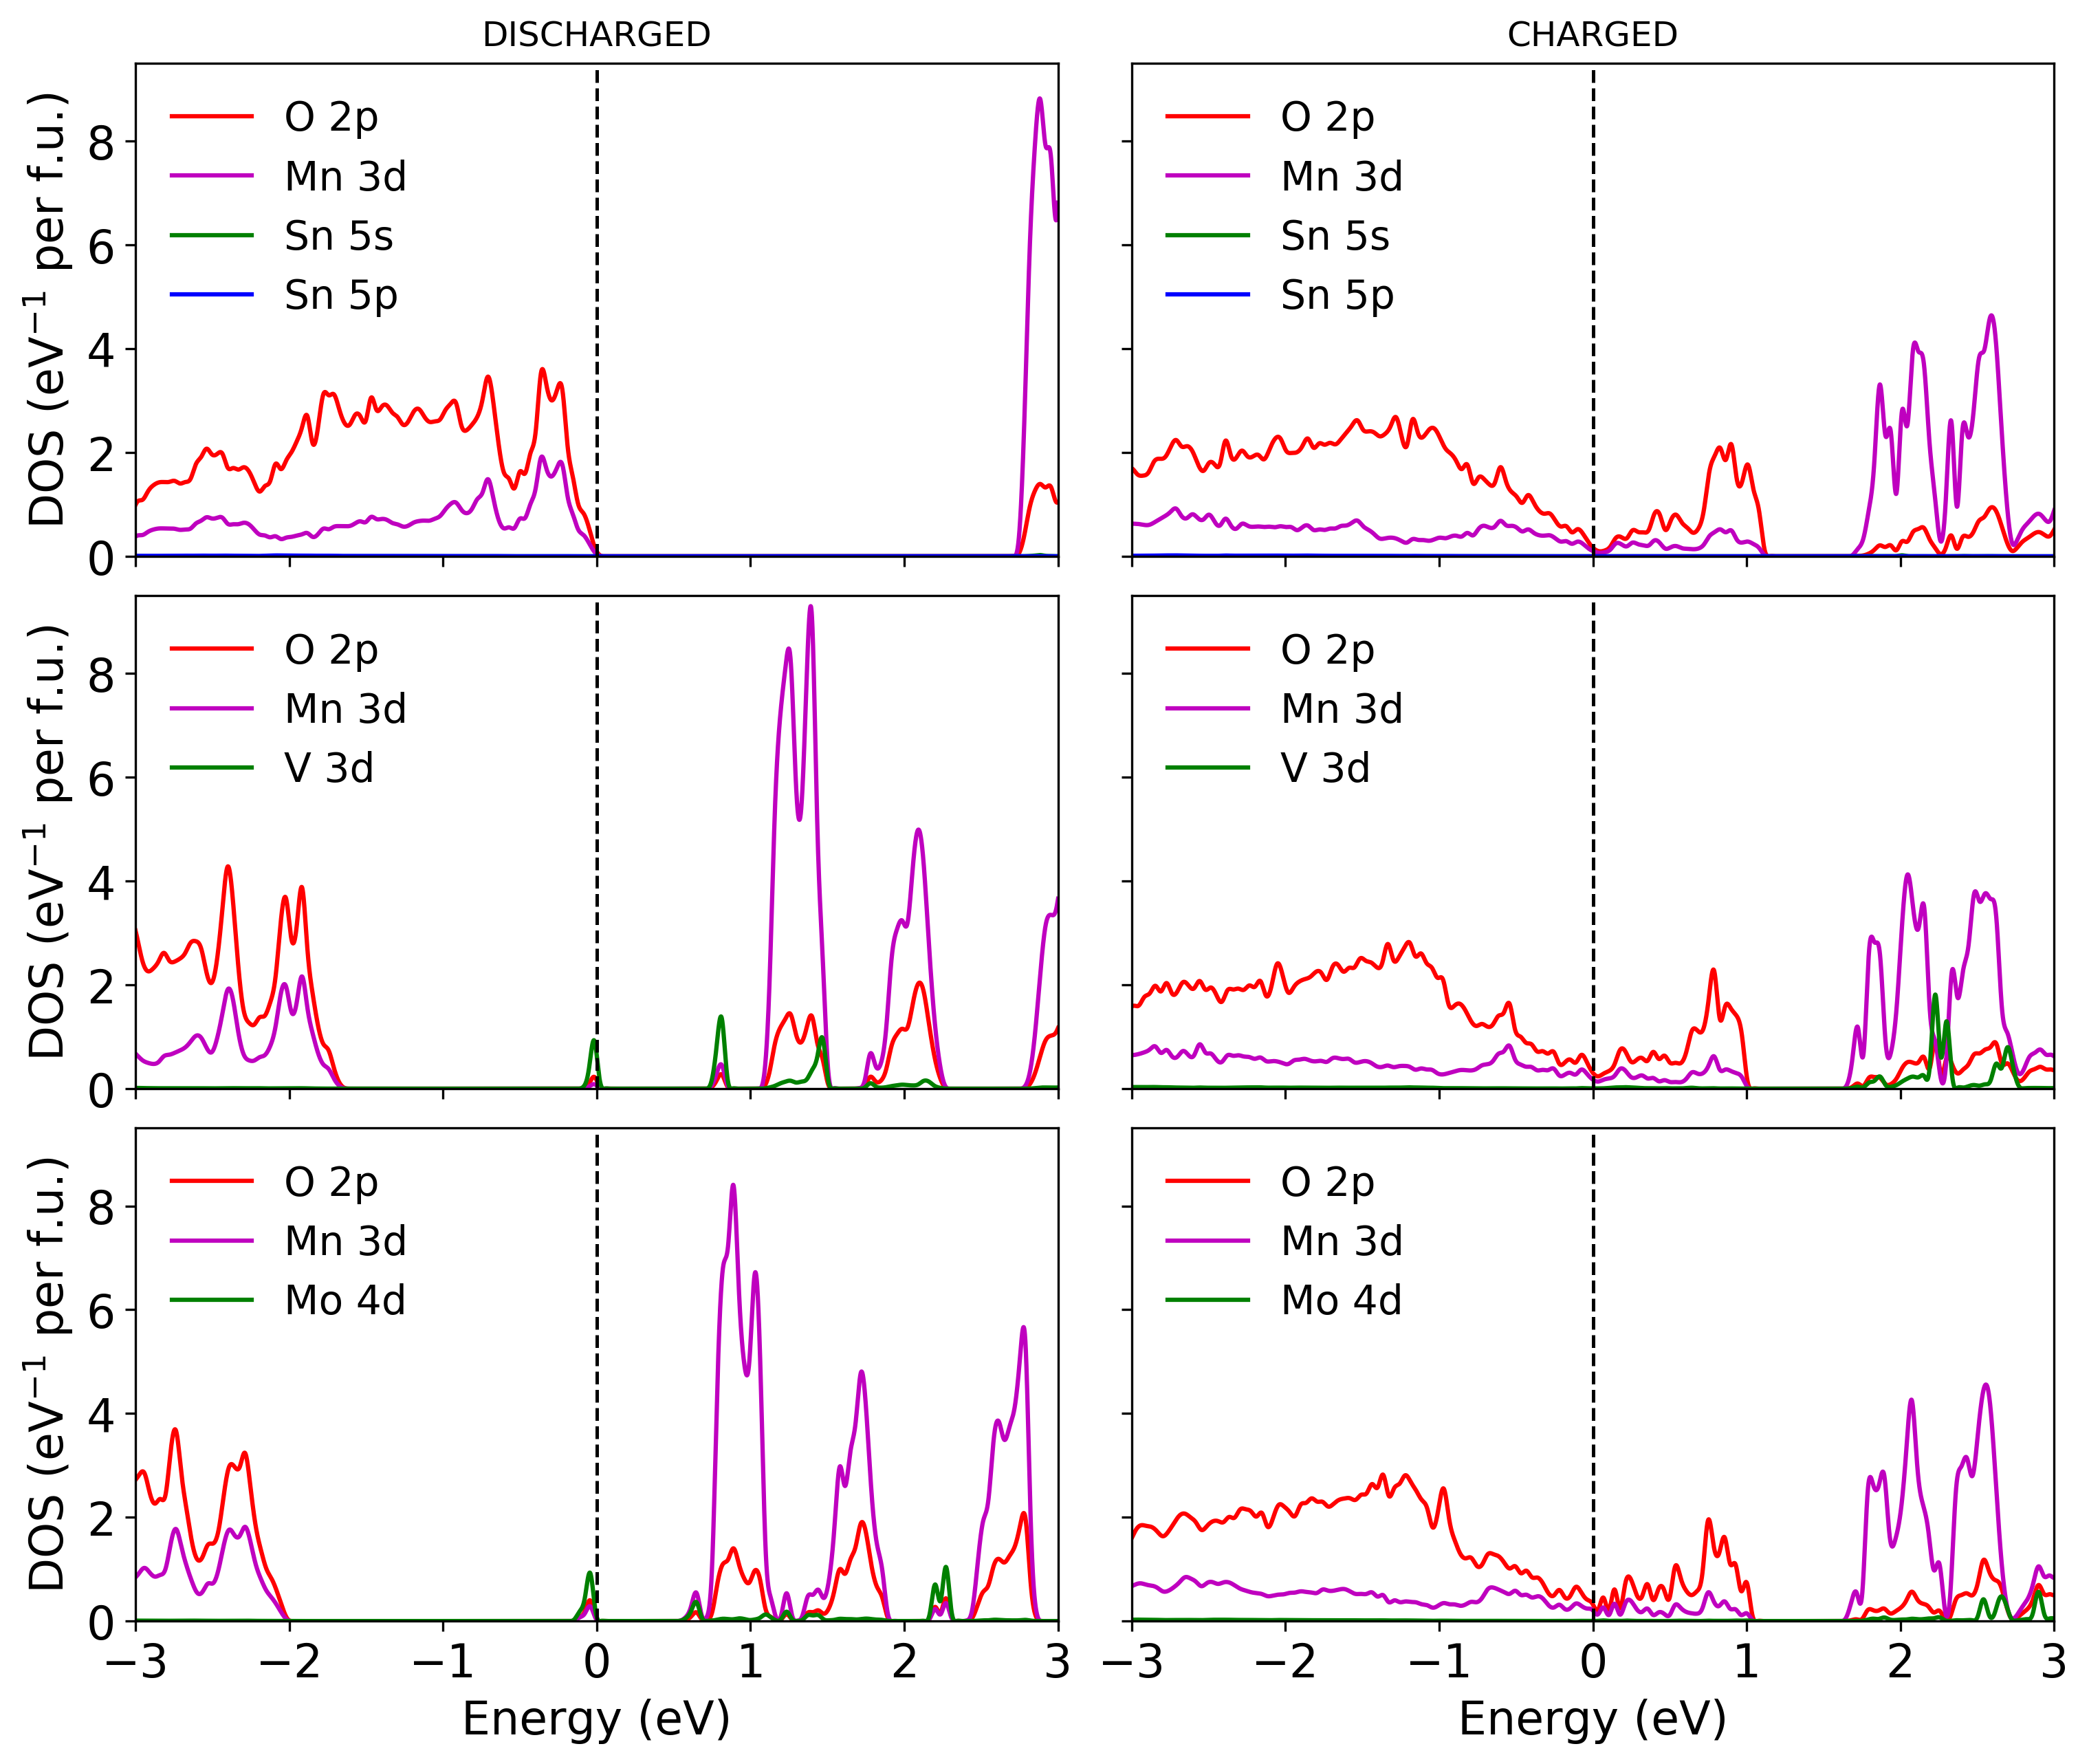 DISCHARGED
CHARGED
DOS (eV⁻¹ per f.u.)
8
6
4
2
0
O 2p
Mn 3d
Sn 5s
Sn 5p
O 2p
Mn 3d
Sn 5s
Sn 5p
DOS (eV⁻¹ per f.u.)
8
6
4
2
0
O 2p
Mn 3d
V 3d
O 2p
Mn 3d
V 3d
DOS (eV⁻¹ per f.u.)
8
6
4
2
0
O 2p
Mn 3d
Mo 4d
O 2p
Mn 3d
Mo 4d
−3 −2 −1 0 1 2 3
−3 −2 −1 0 1 2 3
Energy (eV)
Energy (eV)